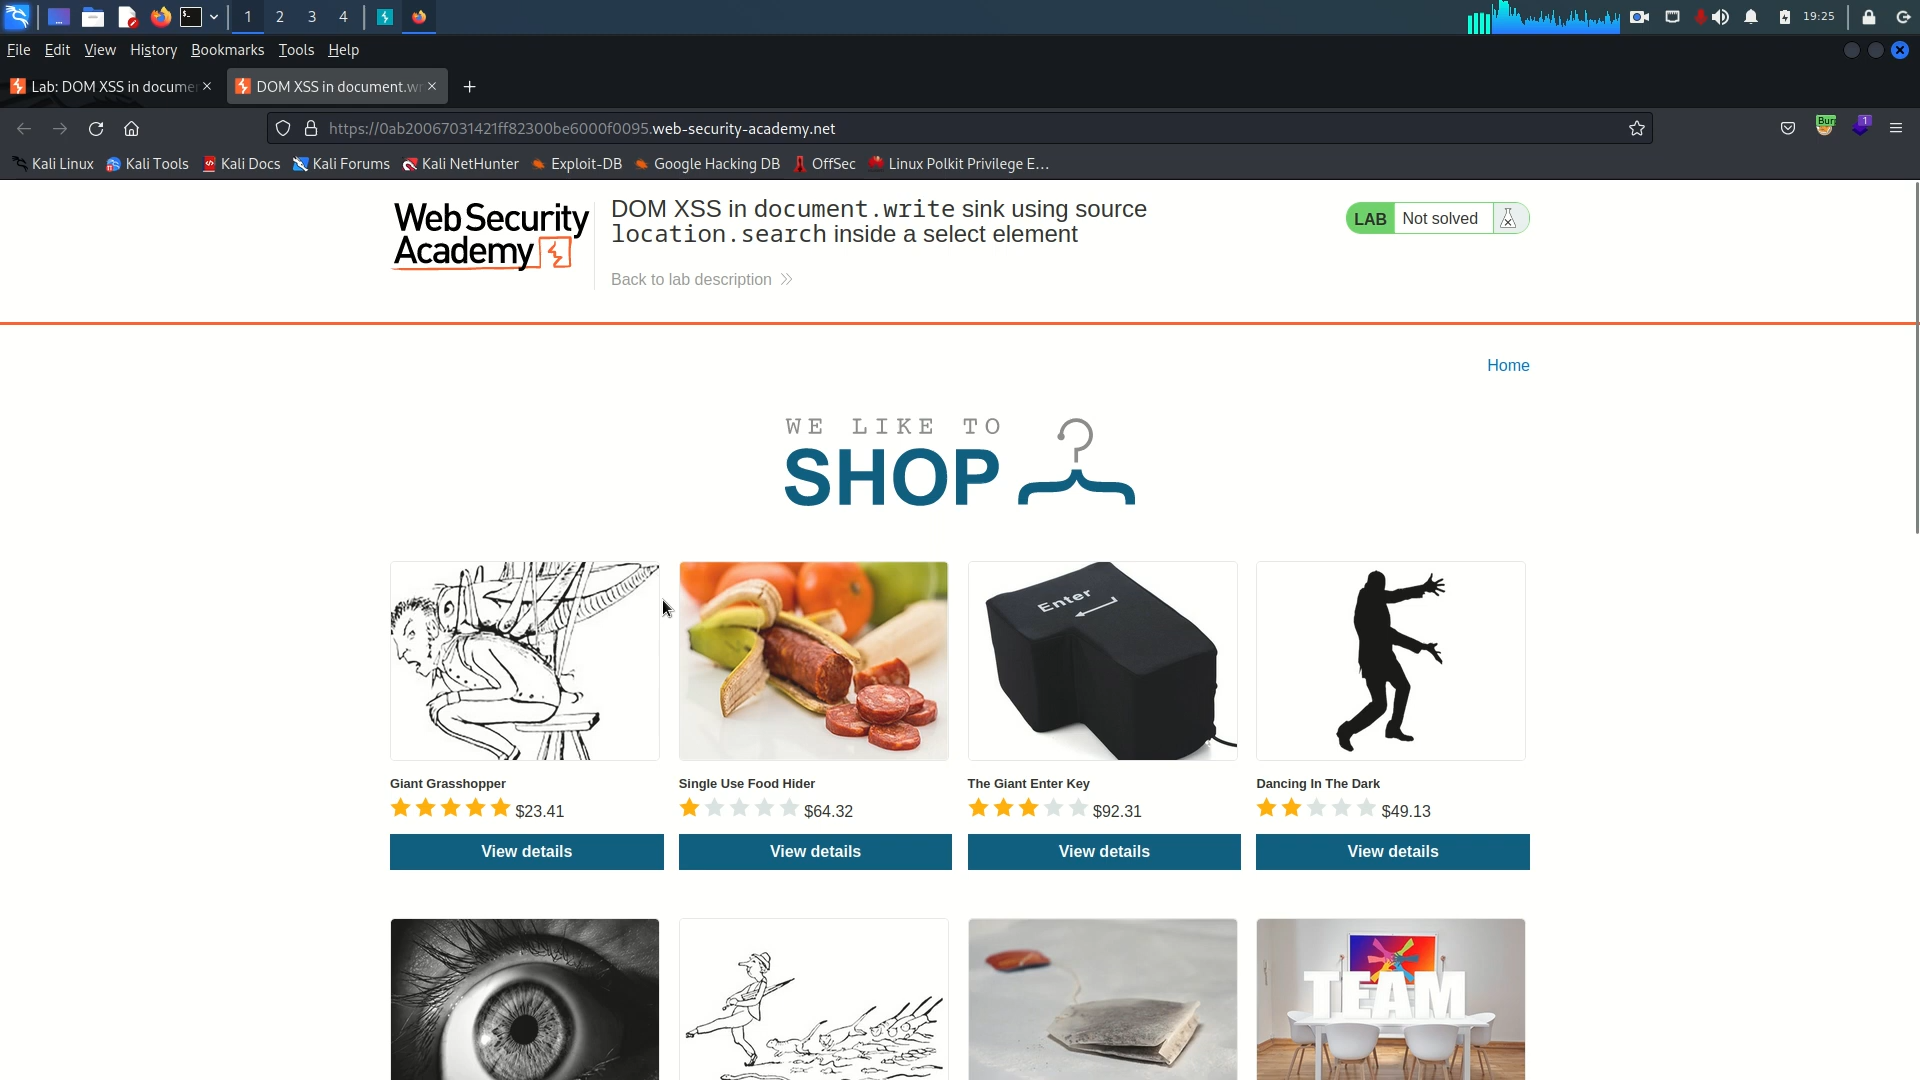 1 2 3 4 19:25
File Edit View History Bookmarks Tools Help
Lab: DOM XSS in docume DOM XSS in document.w
https://0ab20067031421ff82300be6000f0095.web-security-academy.net
Burr
1
Kali Linux Kali Tools Kali Docs Kali Forums Kali NetHunter Exploit-DB Google Hacking DB OffSec Linux Polkit Privilege E...
WebSecurity
Academy
DOM XSS in document.write sink using source
location.search inside a select element
LAB Not solved
Back to lab description
Home
WE LIKE TO
SHOP
Enter
Giant Grasshopper Single Use Food Hider The Giant Enter Key Dancing In The Dark
$23.41 $64.32 $92.31 $49.13
View details View details View details View details
TEAM